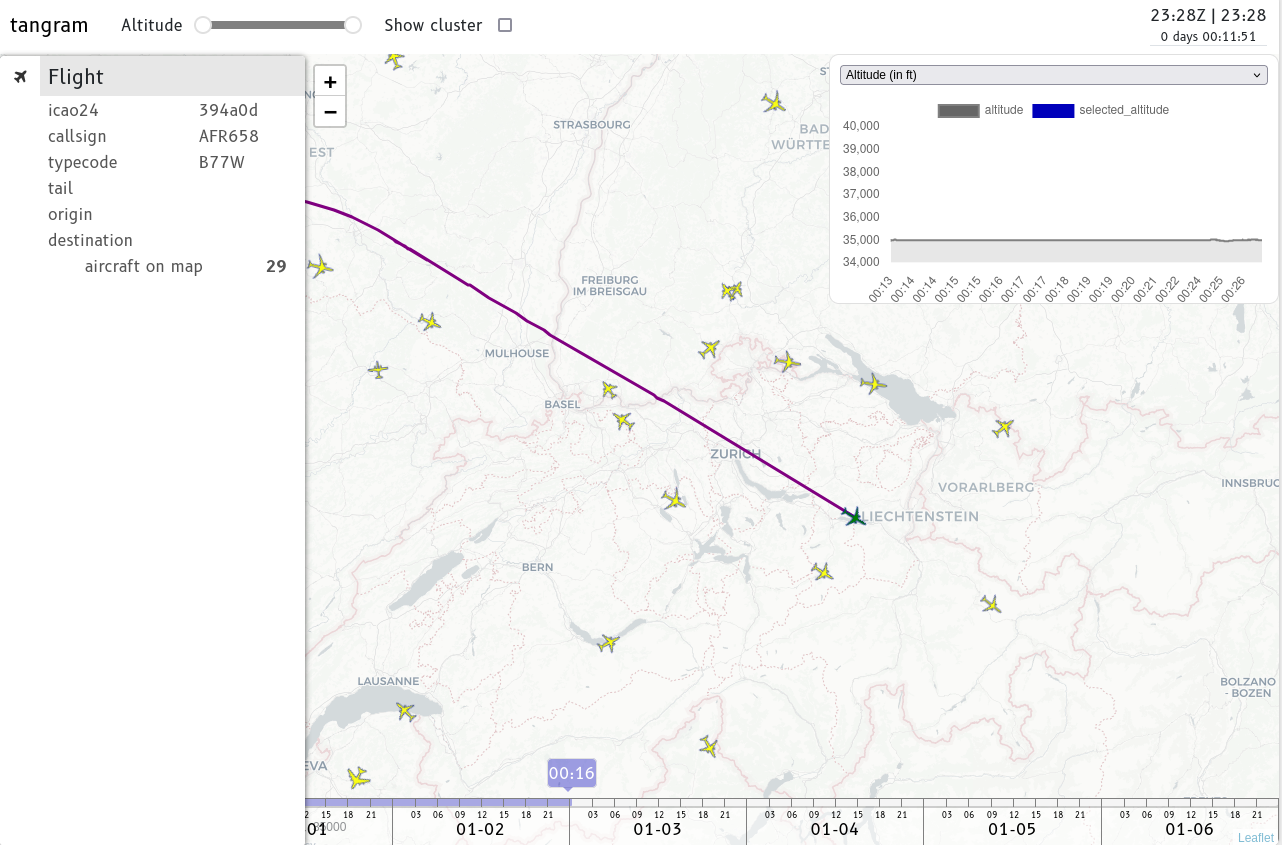 tangram
Altitude
Show cluster
23:28Z | 23:28
0 days 00:11:51
Flight
icao24 394a0d
callsign AFR658
typecode B77W
tail
origin
destination
aircraft on map 29
+
−
STRASBOURG
EST
BAD
WÜRTTE
FREIBURG
IM BREISGAU
MULHOUSE
BASEL
ZURICH
VORARLBERG
INNSBRUC
LIECHTENSTEIN
BERN
LAUSANNE
BOLZANO
- BOZEN
EVA
Altitude (in ft)
altitude selected_altitude
40,000
39,000
38,000
37,000
36,000
35,000
34,000
00:13 00:14 00:14 00:15 00:15 00:16 00:17 00:17 00:18 00:19 00:19 00:20 00:21 00:22 00:24 00:25 00:26
00:16
2 15 18 21 03 06 09 12 15 18 21 03 06 09 12 15 18 21 03 06 09 12 15 18 21 03 06 09 12 15 18 21 03 06 09 12 15 18 21
01 01-02 01-03 01-04 01-05 01-06
Leaflet